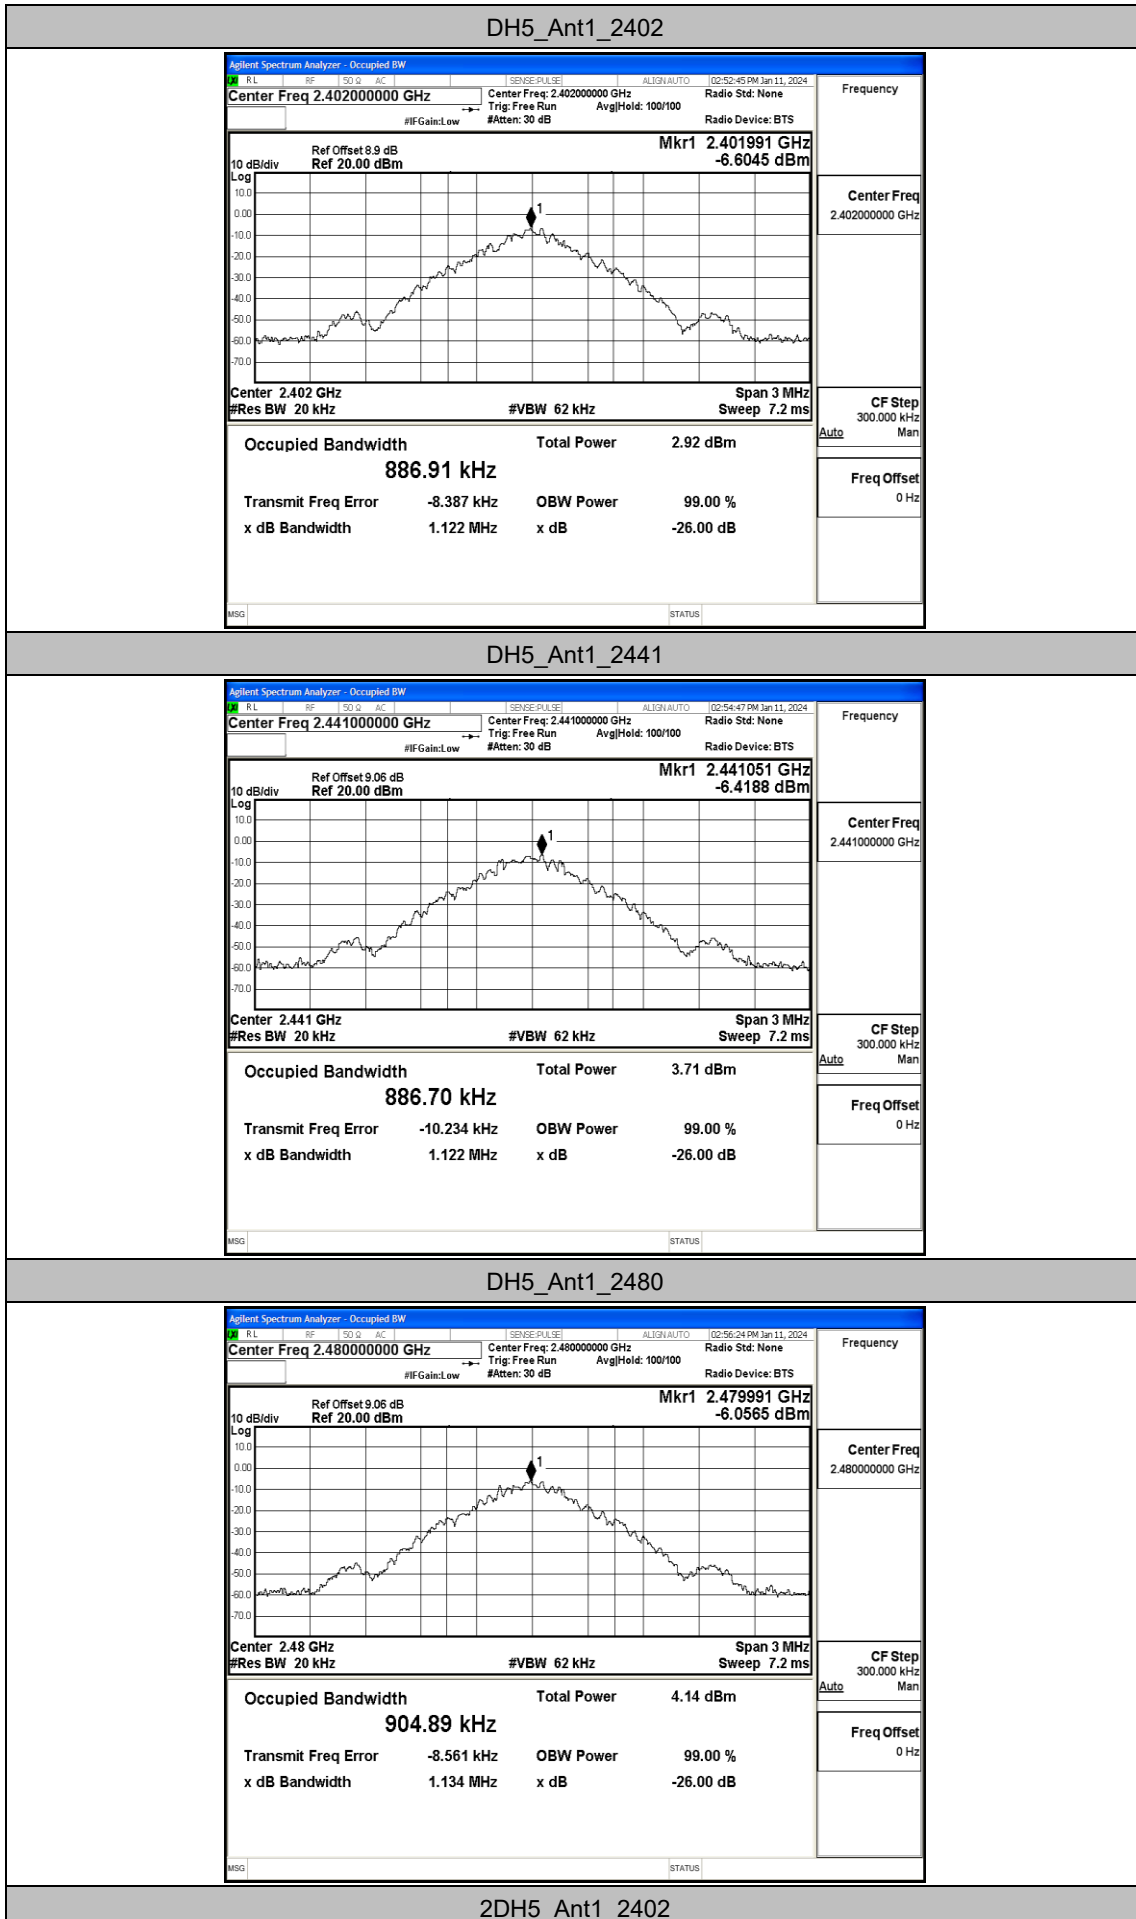 DH5_Ant1_2402
Agilent Spectrum Analyzer - Occupied BW
RL RF 50 Ω AC SENSE:PULSE ALIGN AUTO 02:52:45 PM Jan 11, 2024
Center Freq 2.402000000 GHz Center Freq: 2.402000000 GHz Radio Std: None Frequency
Trig: Free Run Avg|Hold: 100/100
#IFGain:Low #Atten: 30 dB Radio Device: BTS
Mkr1 2.401991 GHz
Ref Offset 8.9 dB -6.6045 dBm
10 dB/div Ref 20.00 dBm
Log
10.0
0.00
-10.0
-20.0
-30.0
-40.0
-50.0
-60.0
-70.0
1
Center Freq
2.402000000 GHz
Center 2.402 GHz Span 3 MHz
#Res BW 20 kHz #VBW 62 kHz Sweep 7.2 ms
CF Step
300.000 kHz
Auto Man
Occupied Bandwidth Total Power 2.92 dBm
886.91 kHz
Freq Offset
0 Hz
Transmit Freq Error -8.387 kHz OBW Power 99.00 %
x dB Bandwidth 1.122 MHz x dB -26.00 dB
MSG STATUS
DH5_Ant1_2441
Agilent Spectrum Analyzer - Occupied BW
RL RF 50 Ω AC SENSE:PULSE ALIGN AUTO 02:54:47 PM Jan 11, 2024
Center Freq 2.441000000 GHz Center Freq: 2.441000000 GHz Radio Std: None Frequency
Trig: Free Run Avg|Hold: 100/100
#IFGain:Low #Atten: 30 dB Radio Device: BTS
Mkr1 2.441051 GHz
Ref Offset 9.06 dB -6.4188 dBm
10 dB/div Ref 20.00 dBm
Log
10.0
0.00
-10.0
-20.0
-30.0
-40.0
-50.0
-60.0
-70.0
1
Center Freq
2.441000000 GHz
Center 2.441 GHz Span 3 MHz
#Res BW 20 kHz #VBW 62 kHz Sweep 7.2 ms
CF Step
300.000 kHz
Auto Man
Occupied Bandwidth Total Power 3.71 dBm
886.70 kHz
Freq Offset
0 Hz
Transmit Freq Error -10.234 kHz OBW Power 99.00 %
x dB Bandwidth 1.122 MHz x dB -26.00 dB
MSG STATUS
DH5_Ant1_2480
Agilent Spectrum Analyzer - Occupied BW
RL RF 50 Ω AC SENSE:PULSE ALIGN AUTO 02:56:24 PM Jan 11, 2024
Center Freq 2.480000000 GHz Center Freq: 2.480000000 GHz Radio Std: None Frequency
Trig: Free Run Avg|Hold: 100/100
#IFGain:Low #Atten: 30 dB Radio Device: BTS
Mkr1 2.479991 GHz
Ref Offset 9.06 dB -6.0565 dBm
10 dB/div Ref 20.00 dBm
Log
10.0
0.00
-10.0
-20.0
-30.0
-40.0
-50.0
-60.0
-70.0
1
Center Freq
2.480000000 GHz
Center 2.48 GHz Span 3 MHz
#Res BW 20 kHz #VBW 62 kHz Sweep 7.2 ms
CF Step
300.000 kHz
Auto Man
Occupied Bandwidth Total Power 4.14 dBm
904.89 kHz
Freq Offset
0 Hz
Transmit Freq Error -8.561 kHz OBW Power 99.00 %
x dB Bandwidth 1.134 MHz x dB -26.00 dB
MSG STATUS
2DH5_Ant1_2402